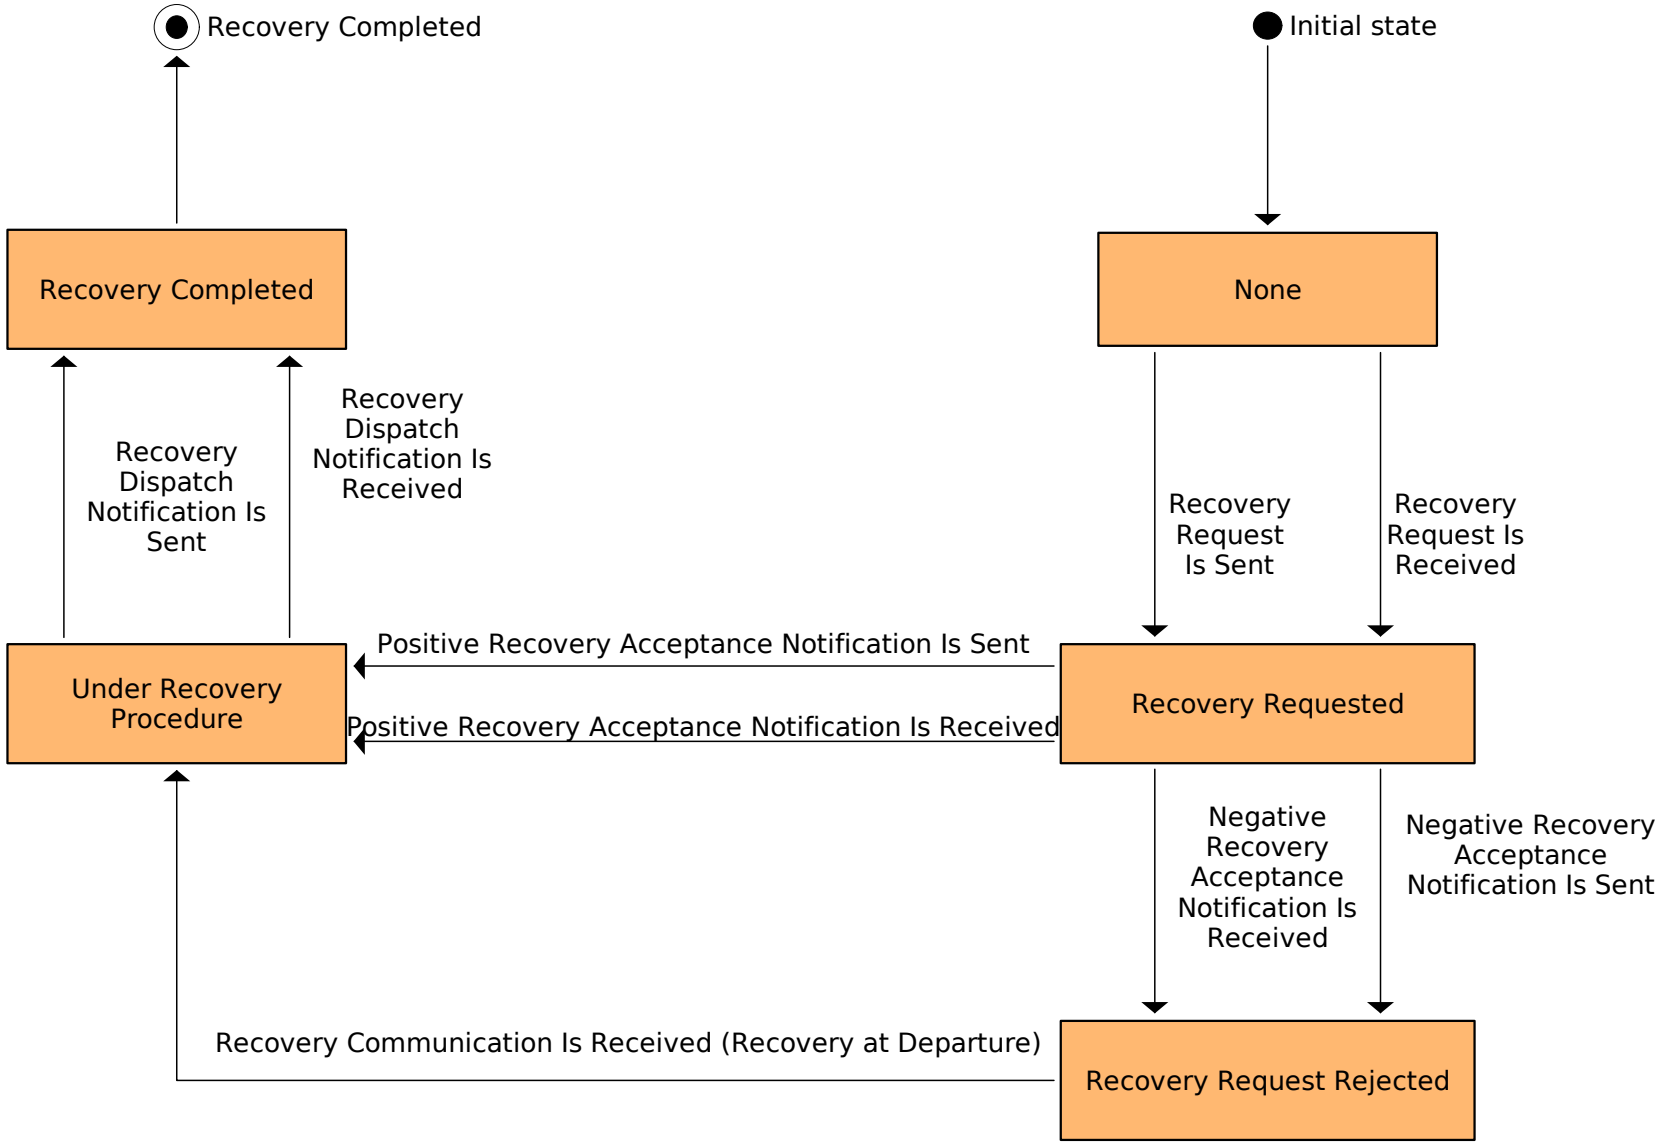 Recovery Completed
Initial state
Recovery Completed
None
Recovery
Dispatch
Notification Is
Received
Recovery
Dispatch
Notification Is
Sent
Recovery
Request
Is Sent
Recovery
Request Is
Received
Positive Recovery Acceptance Notification Is Sent
Under Recovery
Procedure
Recovery Requested
Positive Recovery Acceptance Notification Is Received
Negative
Recovery
Acceptance
Notification Is
Received
Negative Recovery
Acceptance
Notification Is Sent
Recovery Communication Is Received (Recovery at Departure)
Recovery Request Rejected